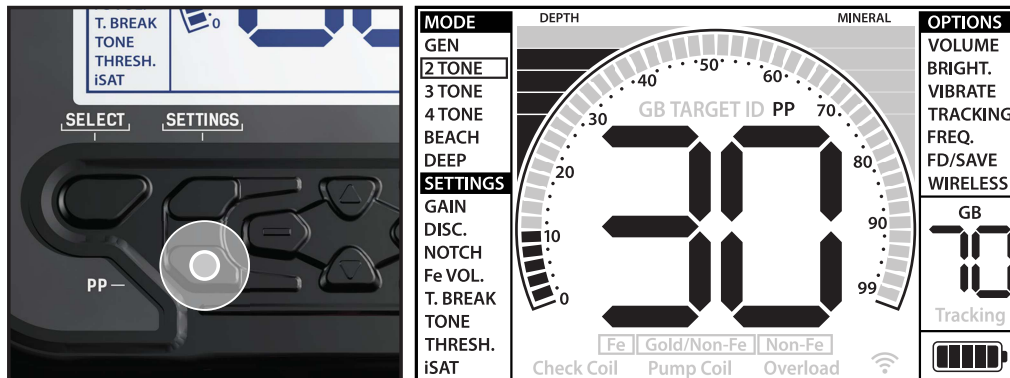 T. BREAK
TONE
THRESH.
iSAT
0
SELECT
SETTINGS
PP
MODE
GEN
2 TONE
3 TONE
4 TONE
BEACH
DEEP
SETTINGS
GAIN
DISC.
NOTCH
Fe VOL.
T. BREAK
TONE
THRESH.
iSAT
DEPTH
MINERAL
50
40
60
30
GB TARGET ID PP
70
20
80
30
10
90
0
99
Fe Gold/Non-Fe Non-Fe
Check Coil Pump Coil Overload
OPTIONS
VOLUME
BRIGHT.
VIBRATE
TRACKING
FREQ.
FD/SAVE
WIRELESS
GB
70
Tracking